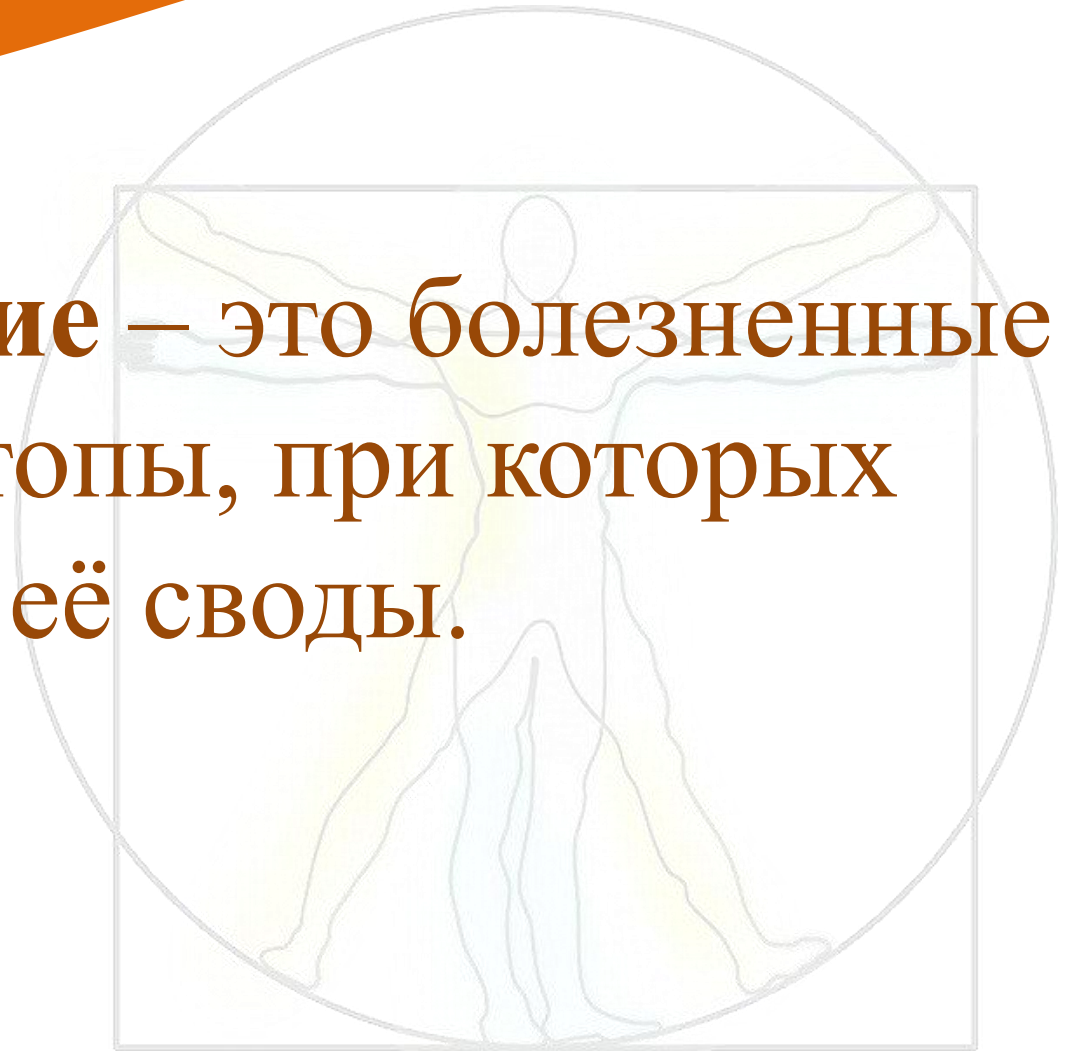 ие – это болезненные
топы, при которых
её своды.